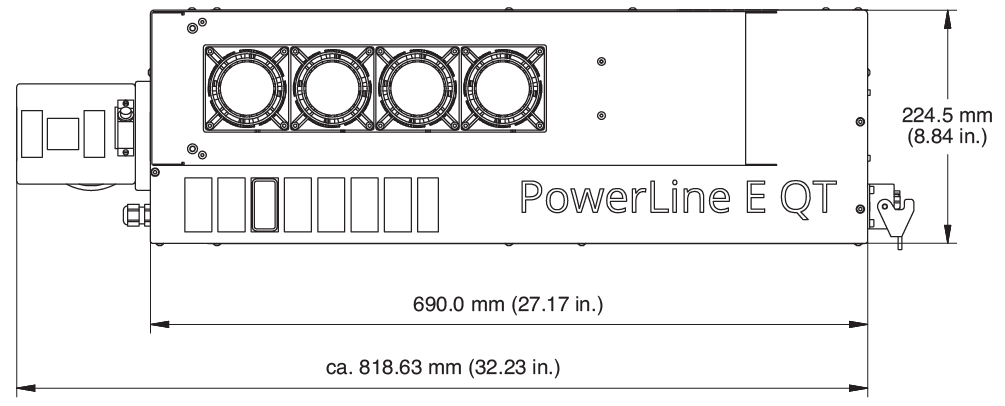 224.5 mm
(8.84 in.)
PowerLine E QT
690.0 mm (27.17 in.)
ca. 818.63 mm (32.23 in.)